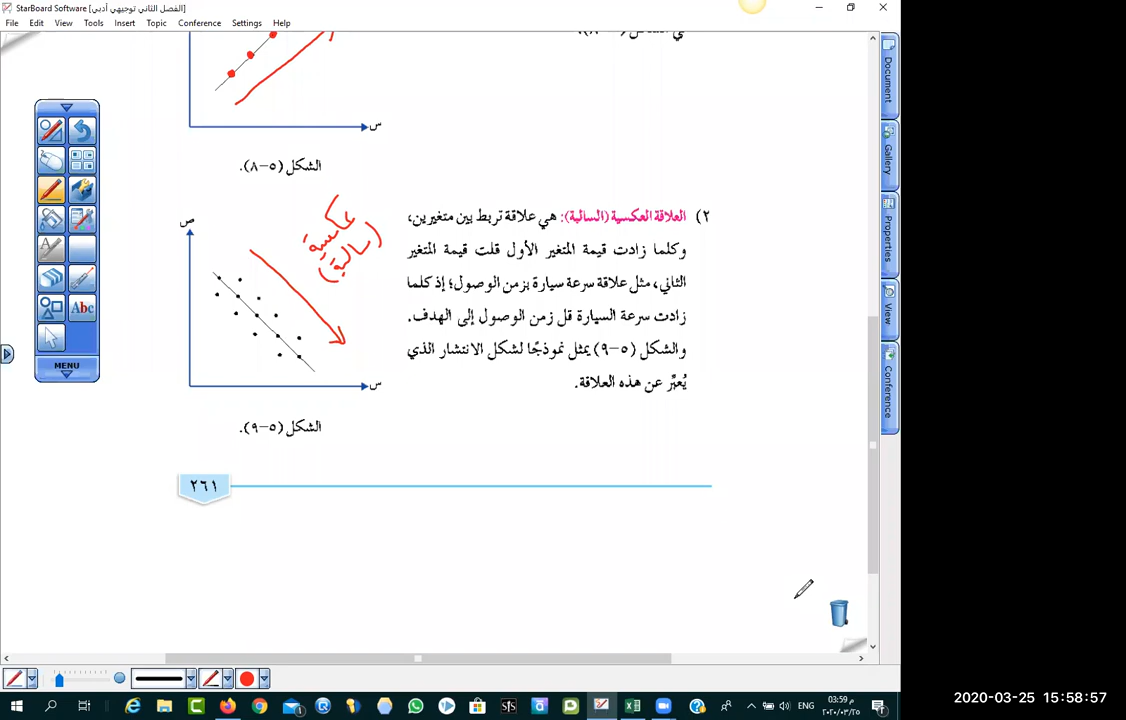 StarBoard Software [الفصل الثاني توجيهي أدبي]
File Edit View Tools Insert Topic Conference Settings Help
س
الشكل (٥-٨).
٢) العلاقة العكسية (السالبة): هي علاقة تربط بين متغيرين،
وكلما زادت قيمة المتغير الأول قلت قيمة المتغير
الثاني، مثل علاقة سرعة سيارة بزمن الوصول؛ إذ كلما
زادت سرعة السيارة قل زمن الوصول إلى الهدف.
والشكل (٥-٩) يمثل نموذجًا لشكل الانتشار الذي
يُعبِّر عن هذه العلاقة.
ص
عكسية
(سالبة)
س
الشكل (٥-٩).
٢٦١
Abc
MENU
Document
Gallery
Properties
View
Conference
sfs
ENG
03:59 م
٢٠٢٠/٠٣/٢٥
2020-03-25 15:58:57